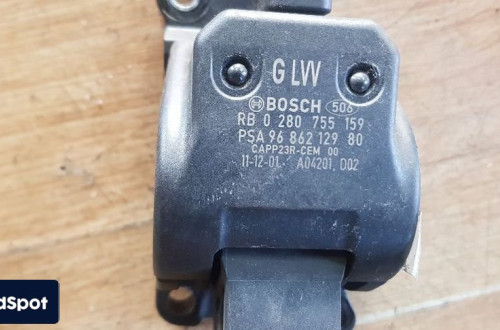 G LW
BOSCH 506
RB 0 280 755 159
PSA 96 862 129 80
CAPP23R-CEM 00
11-12-01 A04201, D02
dSpot